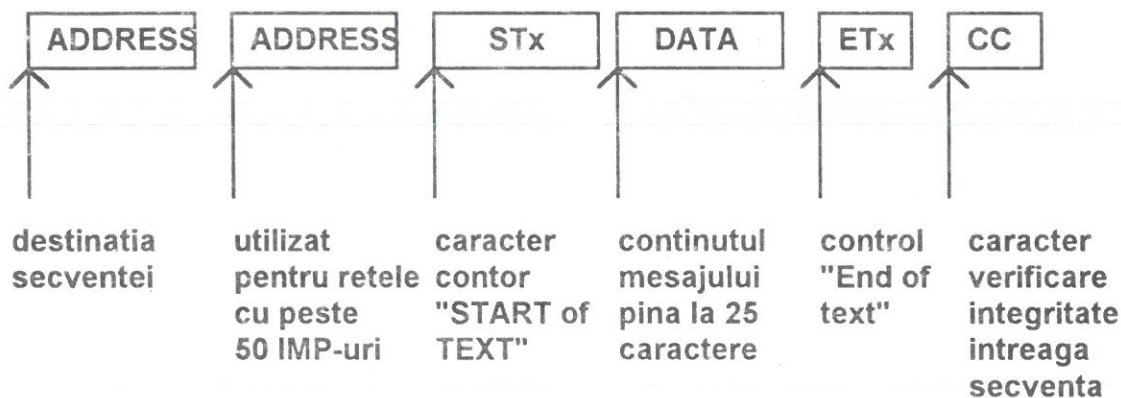 ADDRESS ADDRESS STx DATA ETx CC
destinatia
secventei
utilizat
pentru retele
cu peste
50 IMP-uri
caracter
contor
"START of
TEXT"
continutul
mesajului
pina la 25
caractere
control
"End of
text"
caracter
verificare
integritate
intreaga
secventa